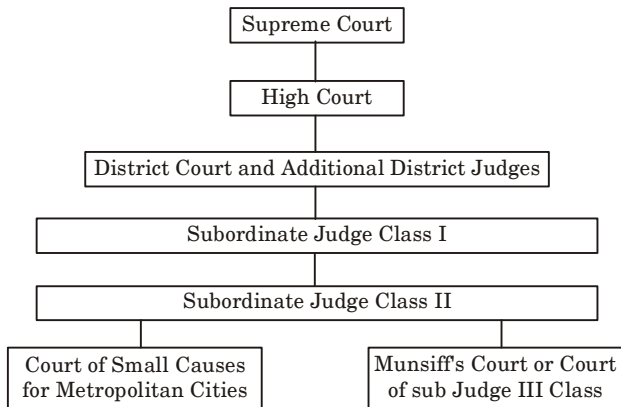 Supreme Court
High Court
District Court and Additional District Judges
Subordinate Judge Class I
Subordinate Judge Class II
Court of Small Causes
for Metropolitan Cities
Munsiff's Court or Court
of sub Judge III Class